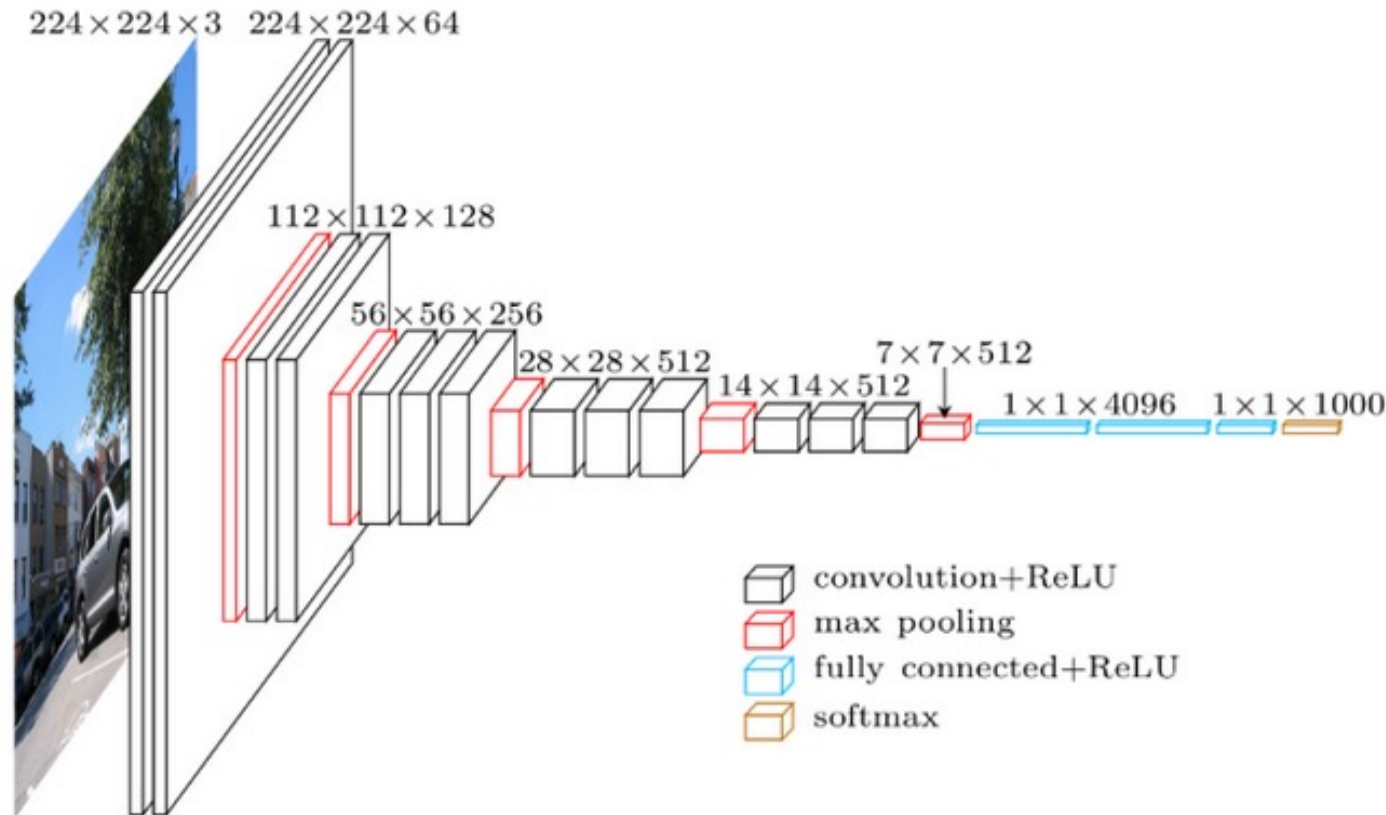 224 × 224 × 3
224 × 224 × 64
112 × 112 × 128
56 × 56 × 256
28 × 28 × 512
14 × 14 × 512
7 × 7 × 512
1 × 1 × 4096
1 × 1 × 1000
convolution+ReLU
max pooling
fully connected+ReLU
softmax